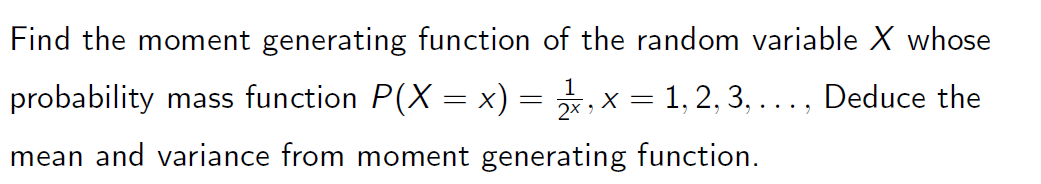 Find the moment generating function of the random variable X whose
probability mass function P(X = x) = \frac{1}{2^x}, x = 1, 2, 3, . . . , Deduce the
mean and variance from moment generating function.